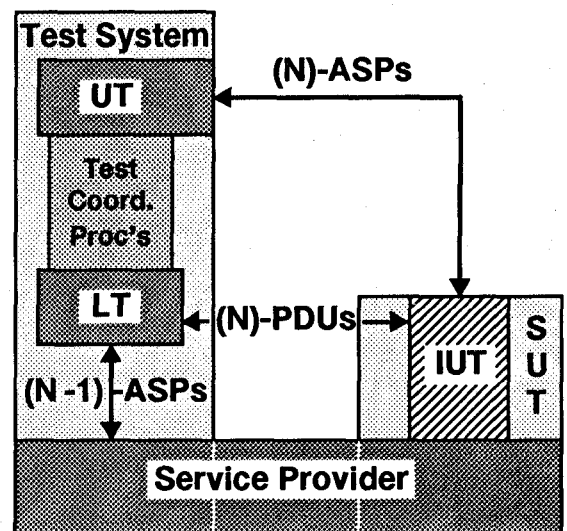 Test System
UT
(N)-ASPs
Test
Coord.
Proc's
LT
(N)-PDUs
IUT
S
U
T
(N -1) -ASPs
Service Provider